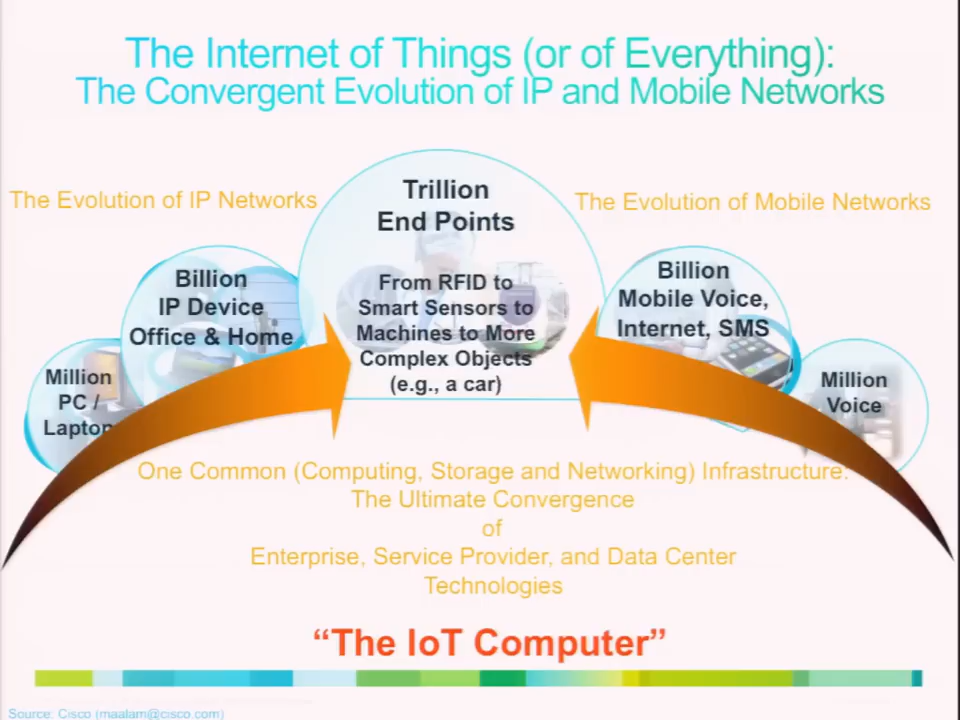 The Internet of Things (or of Everything):
The Convergent Evolution of IP and Mobile Networks
The Evolution of IP Networks
The Evolution of Mobile Networks
Million
PC /
Laptop
Billion
IP Device
Office & Home
Trillion
End Points
From RFID to
Smart Sensors to
Machines to More
Complex Objects
(e.g., a car)
Billion
Mobile Voice,
Internet, SMS
Million
Voice
One Common (Computing, Storage and Networking) Infrastructure:
The Ultimate Convergence
of
Enterprise, Service Provider, and Data Center
Technologies
“The IoT Computer”
Source: Cisco (maalam@cisco.com)